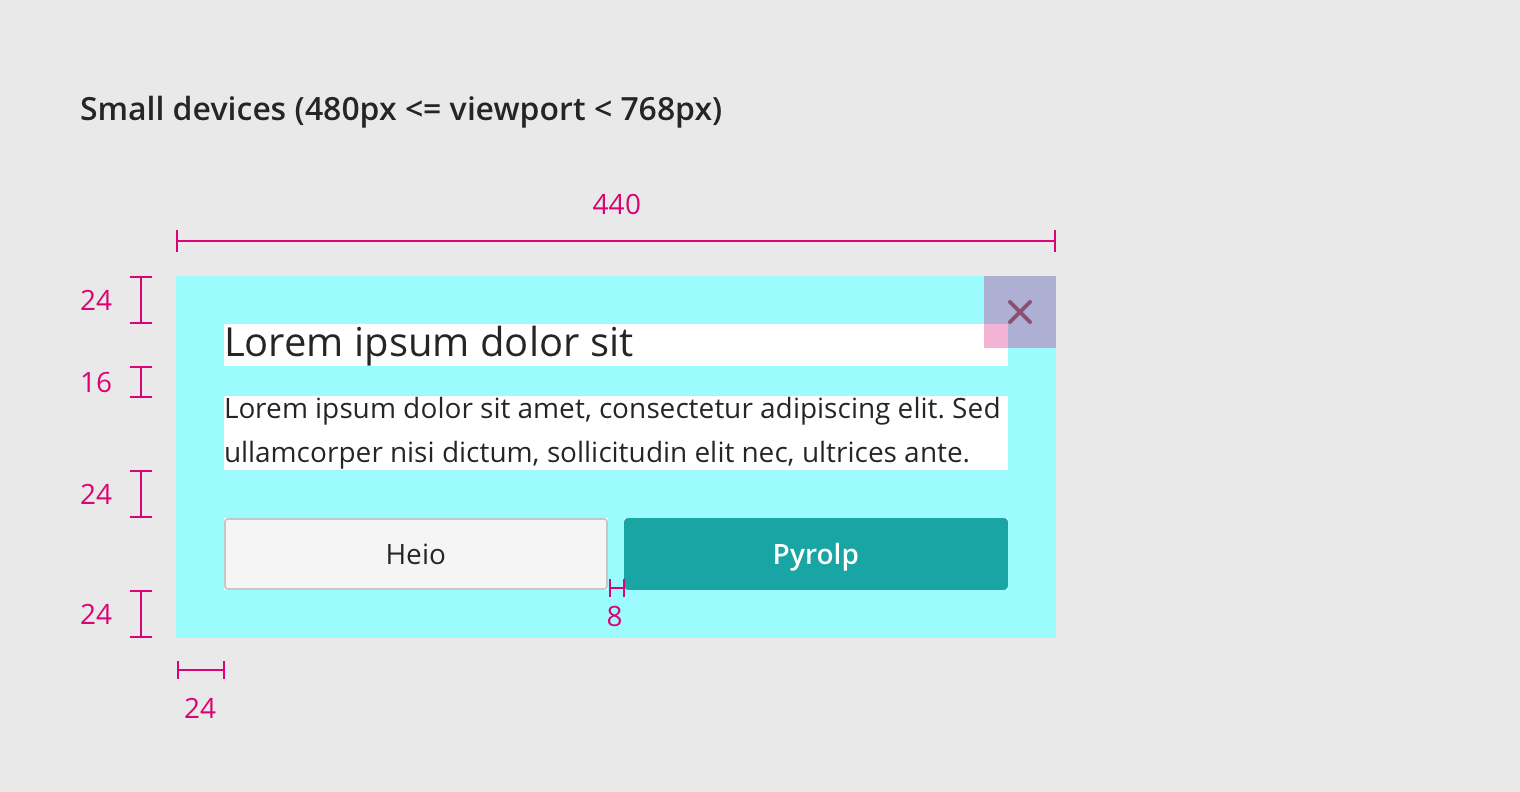 Small devices (480px <= viewport < 768px)
440
24
Lorem ipsum dolor sit
16
Lorem ipsum dolor sit amet, consectetur adipiscing elit. Sed
ullamcorper nisi dictum, sollicitudin elit nec, ultrices ante.
24
Heio Pyrolp
24
8
24